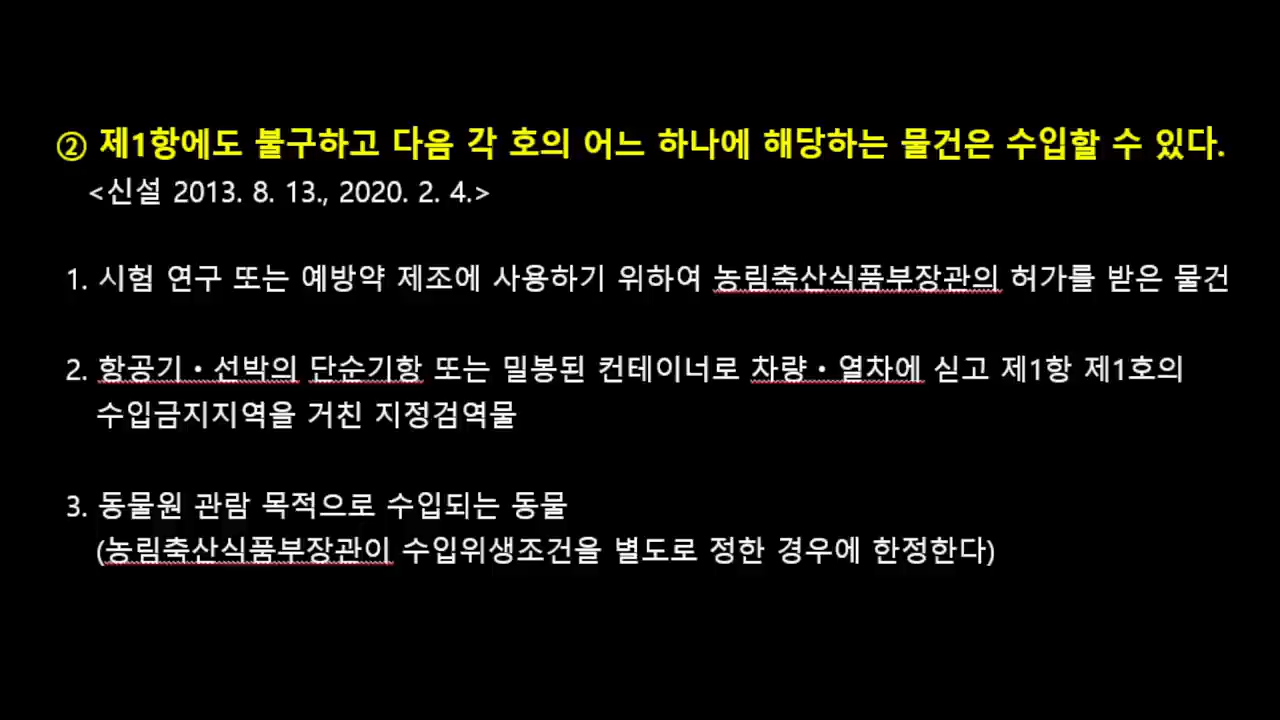 ② 제1항에도 불구하고 다음 각 호의 어느 하나에 해당하는 물건은 수입할 수 있다.
<신설 2013. 8. 13., 2020. 2. 4.>
1. 시험 연구 또는 예방약 제조에 사용하기 위하여 농림축산식품부장관의 허가를 받은 물건
2. 항공기·선박의 단순기항 또는 밀봉된 컨테이너로 차량·열차에 싣고 제1항 제1호의
수입금지지역을 거친 지정검역물
3. 동물원 관람 목적으로 수입되는 동물
(농림축산식품부장관이 수입위생조건을 별도로 정한 경우에 한정한다)